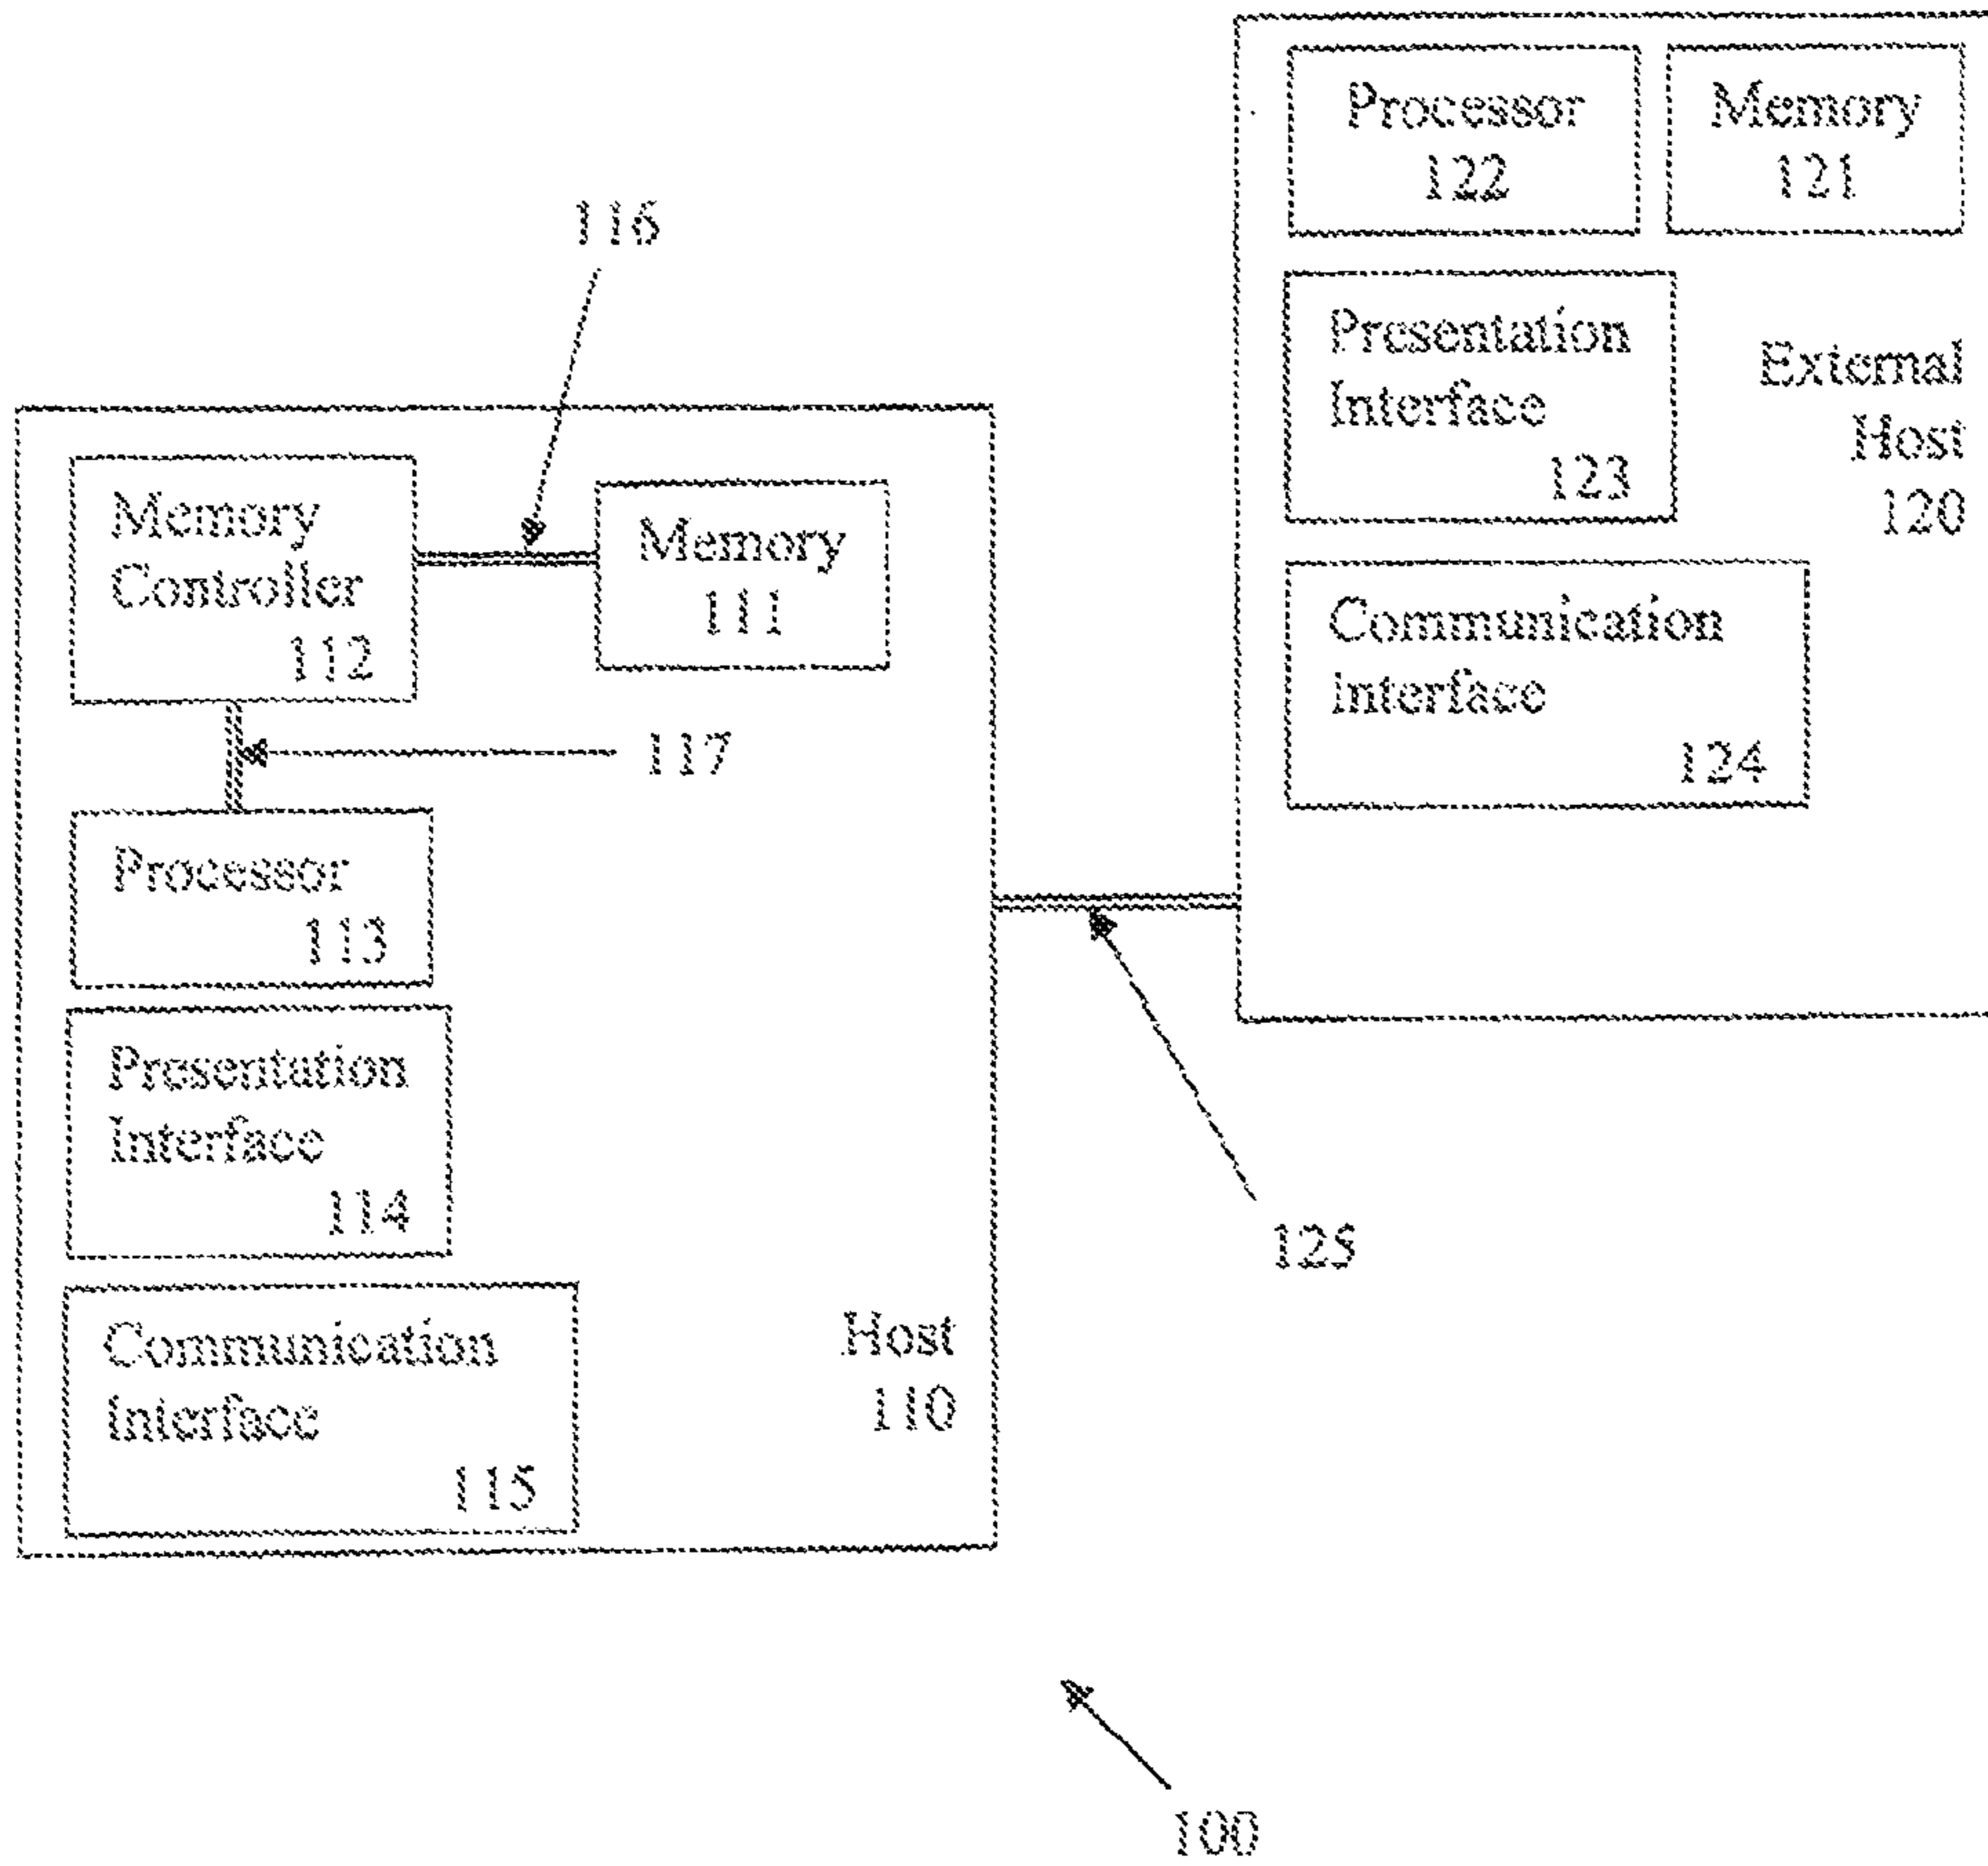 Processor
122
Memory
121
116
Presentation
Interface
123
External
Host
120
Memory
Controller
112
Memory
111
Communication
Interface
124
117
Processor
113
Presentation
Interface
114
125
Communication
Interface
115
Host
110
100